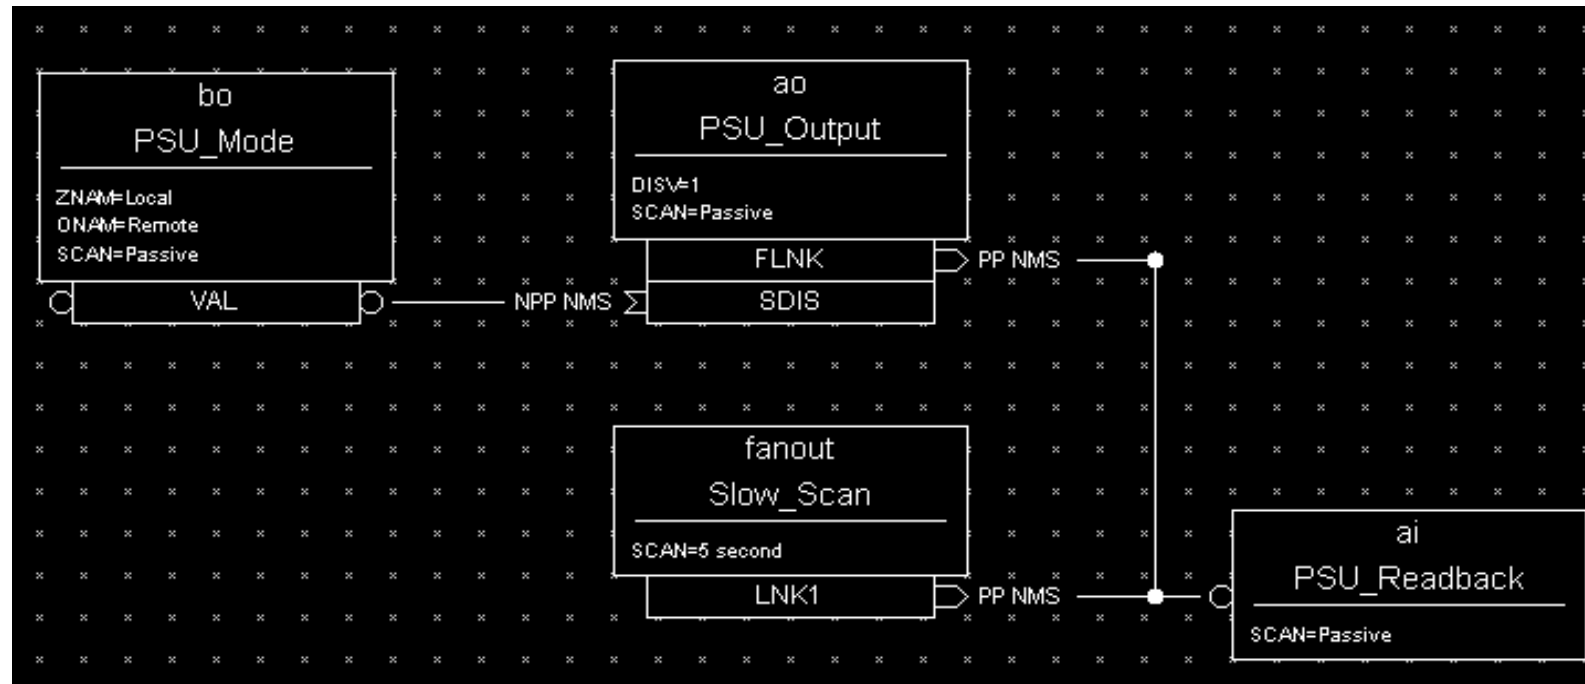 bo
PSU_Mode
ZNAM=Local
ONAM=Remote
SCAN=Passive
VAL
NPP NMS
ao
PSU_Output
DISV=1
SCAN=Passive
FLNK
PP NMS
SDIS
fanout
Slow_Scan
SCAN=5 second
LNK1
PP NMS
ai
PSU_Readback
SCAN=Passive